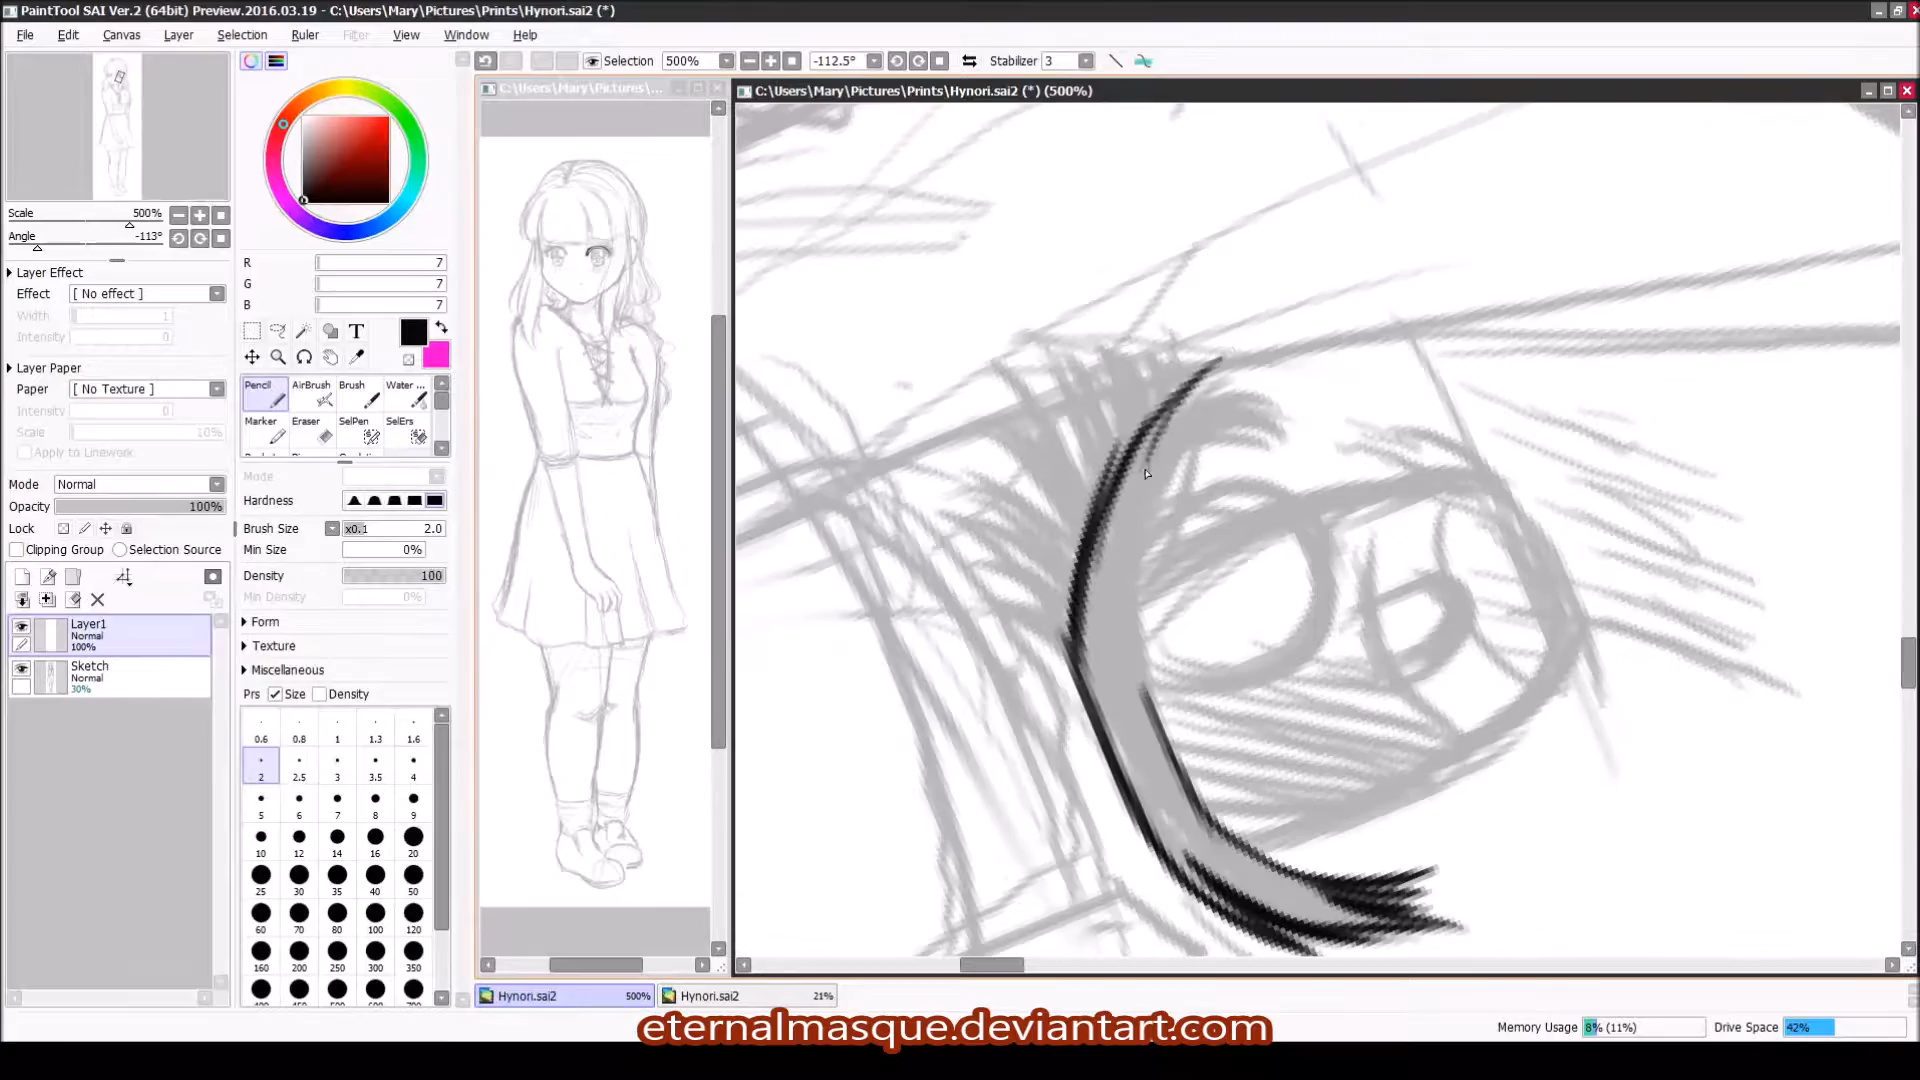 PaintTool SAI Ver.2 (64bit) Preview.2016.03.19 - C:\Users\Mary\Pictures\Prints\Hynori.sai2 (*)
File Edit Canvas Layer Selection Ruler Filter View Window Help
Selection 500% -112.5° Stabilizer 3
C:\Users\Mary\Pictures\...
C:\Users\Mary\Pictures\Prints\Hynori.sai2 (*) (500%)
Scale 500%
Angle -113°
Layer Effect
Effect [ No effect ]
Width 1
Intensity 0
Layer Paper
Paper [ No Texture ]
Intensity 0
Scale 10%
Apply to Linework
Mode Normal
Opacity 100%
Lock
Clipping Group Selection Source
Layer1
Normal
100%
Sketch
Normal
30%
R 7
G 7
B 7
T
Pencil AirBrush Brush Water ...
Marker Eraser SelPen SelErs
Mode
Hardness
Brush Size x0.1 2.0
Min Size 0%
Density 100
Min Density 0%
Form
Texture
Miscellaneous
Prs Size Density
0.6 0.8 1 1.3 1.6
2 2.5 3 3.5 4
5 6 7 8 9
10 12 14 16 20
25 30 35 40 50
60 70 80 100 120
160 200 250 300 350
Hynori.sai2 500%
Hynori.sai2 21%
eternalmasque.deviantart.com
Memory Usage 8% (11%)
Drive Space 42%